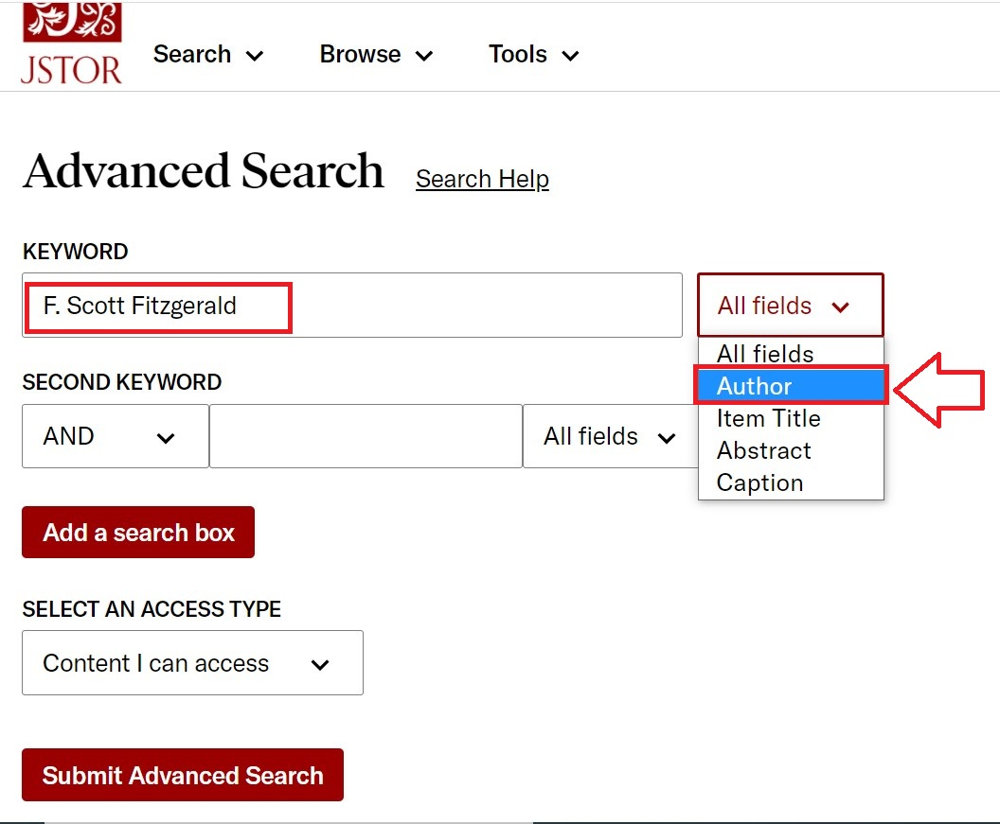 JSTOR
Search Browse Tools
Advanced Search Search Help
KEYWORD
F. Scott Fitzgerald All fields
All fields
Author
Item Title
Abstract
Caption
SECOND KEYWORD
AND All fields
Add a search box
SELECT AN ACCESS TYPE
Content I can access
Submit Advanced Search